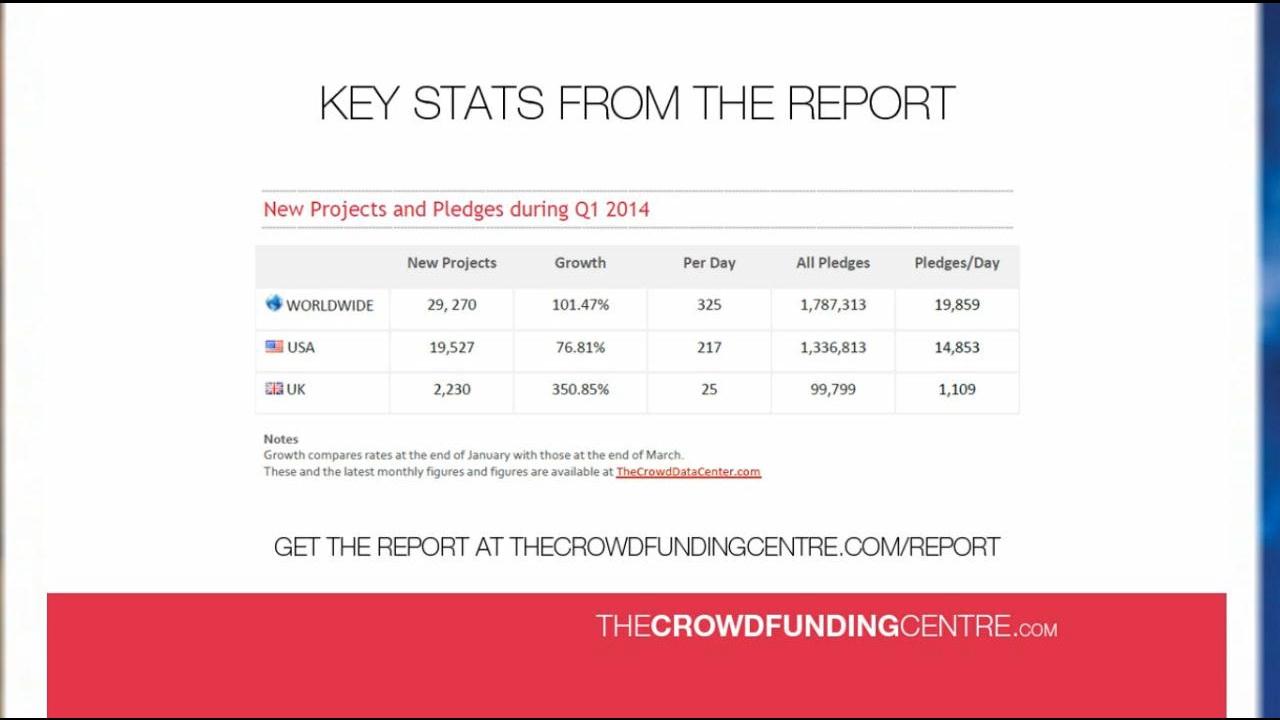 KEY STATS FROM THE REPORT
New Projects and Pledges during Q1 2014
New Projects Growth Per Day All Pledges Pledges/Day
WORLDWIDE 29, 270 101.47% 325 1,787,313 19,859
USA 19,527 76.81% 217 1,336,813 14,853
UK 2,230 350.85% 25 99,799 1,109
Notes
Growth compares rates at the end of January with those at the end of March.
These and the latest monthly figures and figures are available at TheCrowdDataCenter.com
GET THE REPORT AT THECROWDFUNDINGCENTRE.COM/REPORT
THECROWDFUNDINGCENTRE.COM